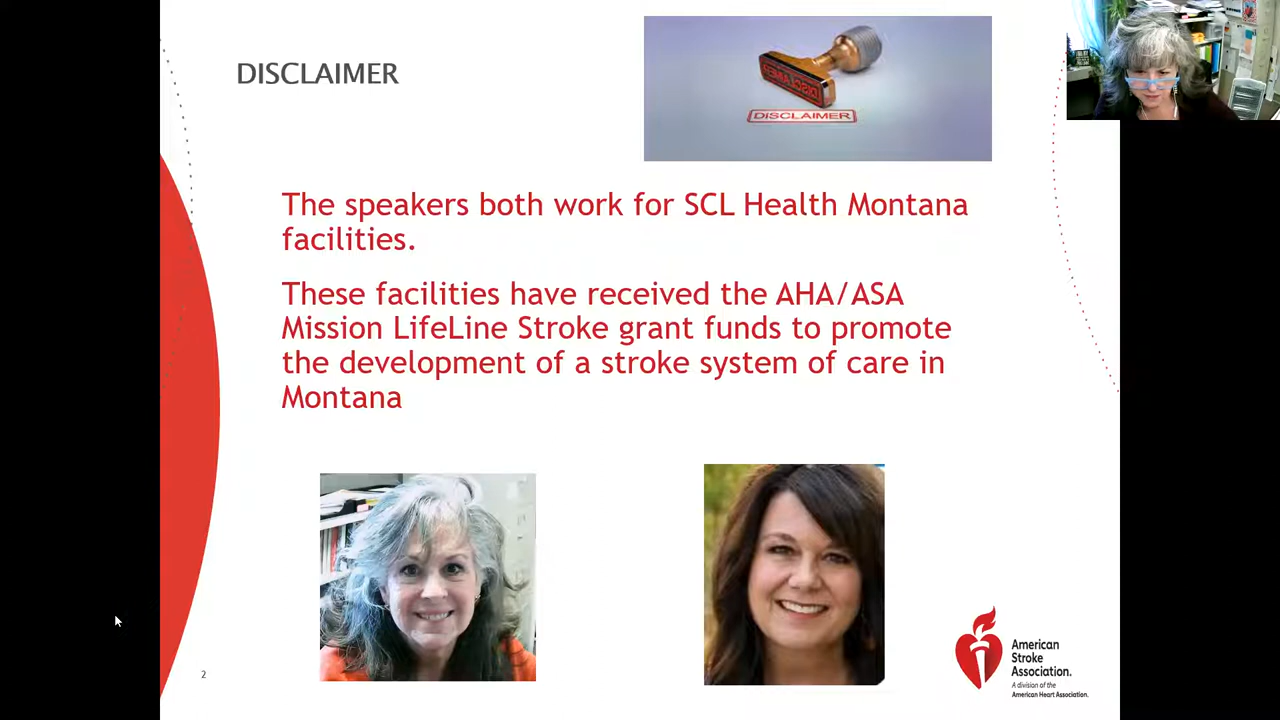 DISCLAIMER
DISCLAIMER
The speakers both work for SCL Health Montana
facilities.
These facilities have received the AHA/ASA
Mission LifeLine Stroke grant funds to promote
the development of a stroke system of care in
Montana
2
American
Stroke
Association.
A division of the
American Heart Association.